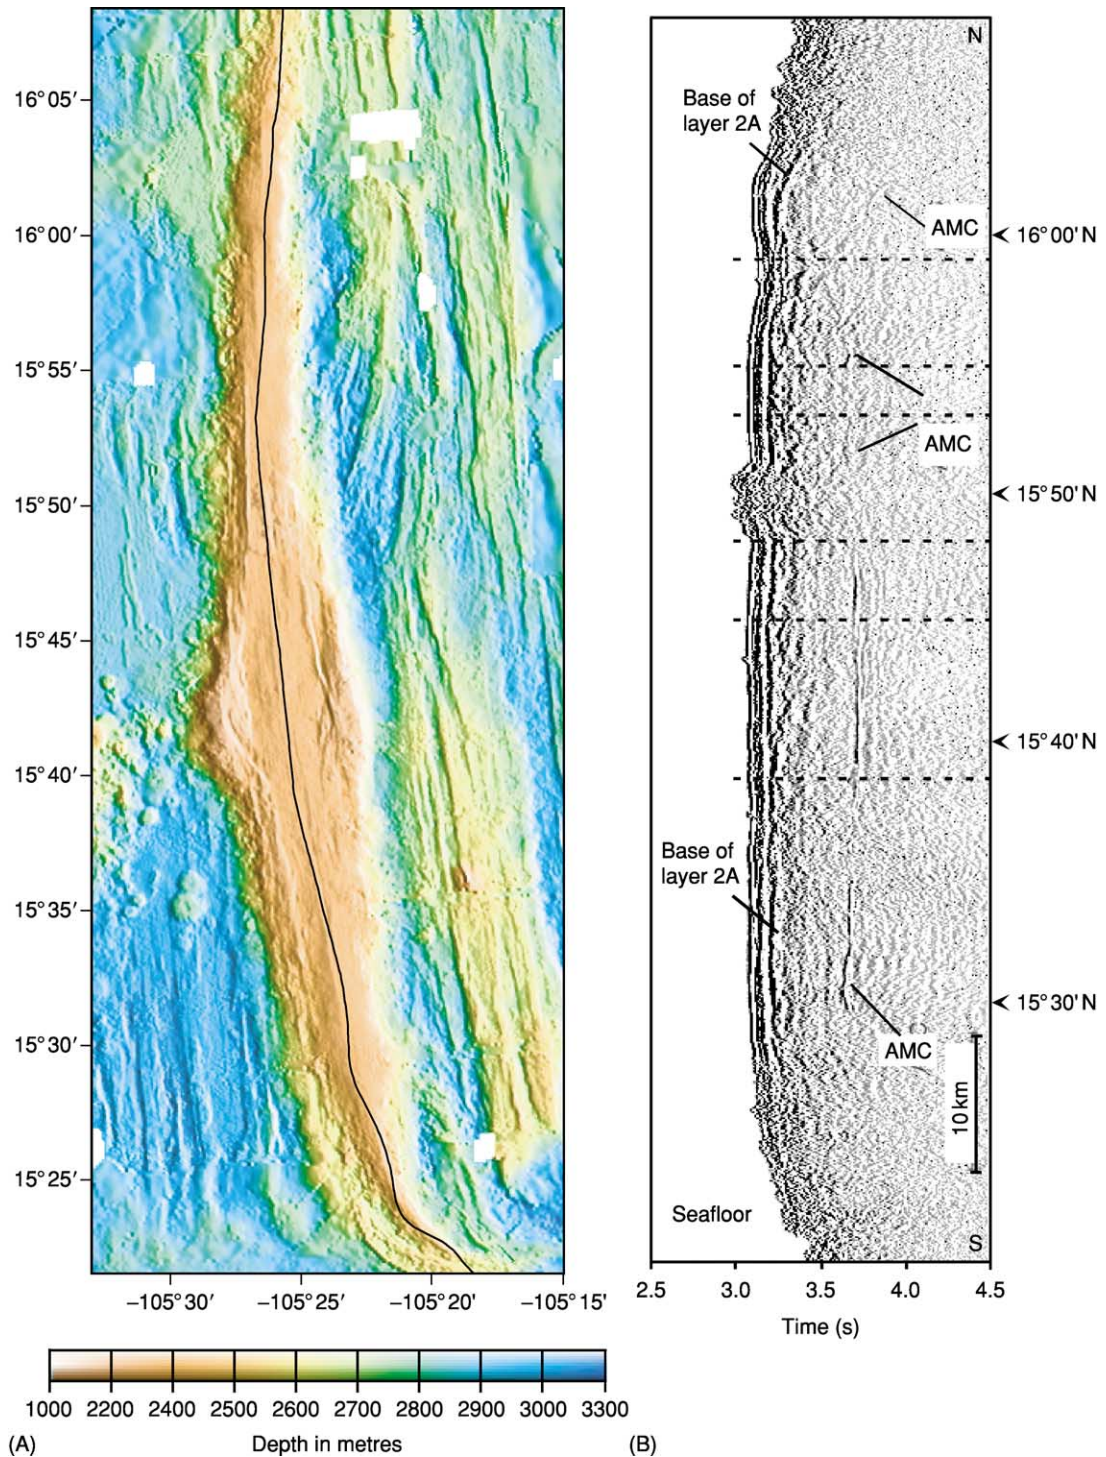 16°05′
16°00′
15°55′
15°50′
15°45′
15°40′
15°35′
15°30′
15°25′
−105°30′
−105°25′
−105°20′
−105°15′
1000 2200 2400 2500 2600 2700 2800 2900 3000 3300
(A)
Depth in metres
N
Base of
layer 2A
AMC
16°00′N
AMC
15°50′N
15°40′N
Base of
layer 2A
15°30′N
AMC
10 km
Seafloor
S
2.5 3.0 3.5 4.0 4.5
Time (s)
(B)